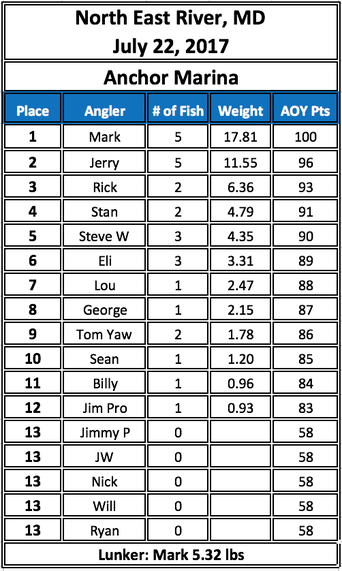 North East River, MD
July 22, 2017
Anchor Marina
Place Angler # of Fish Weight AOY Pts
1 Mark 5 17.81 100
2 Jerry 5 11.55 96
3 Rick 2 6.36 93
4 Stan 2 4.79 91
5 Steve W 3 4.35 90
6 Eli 3 3.31 89
7 Lou 1 2.47 88
8 George 1 2.15 87
9 Tom Yaw 2 1.78 86
10 Sean 1 1.20 85
11 Billy 1 0.96 84
12 Jim Pro 1 0.93 83
13 Jimmy P 0 58
13 JW 0 58
13 Nick 0 58
13 Will 0 58
13 Ryan 0 58
Lunker: Mark 5.32 lbs